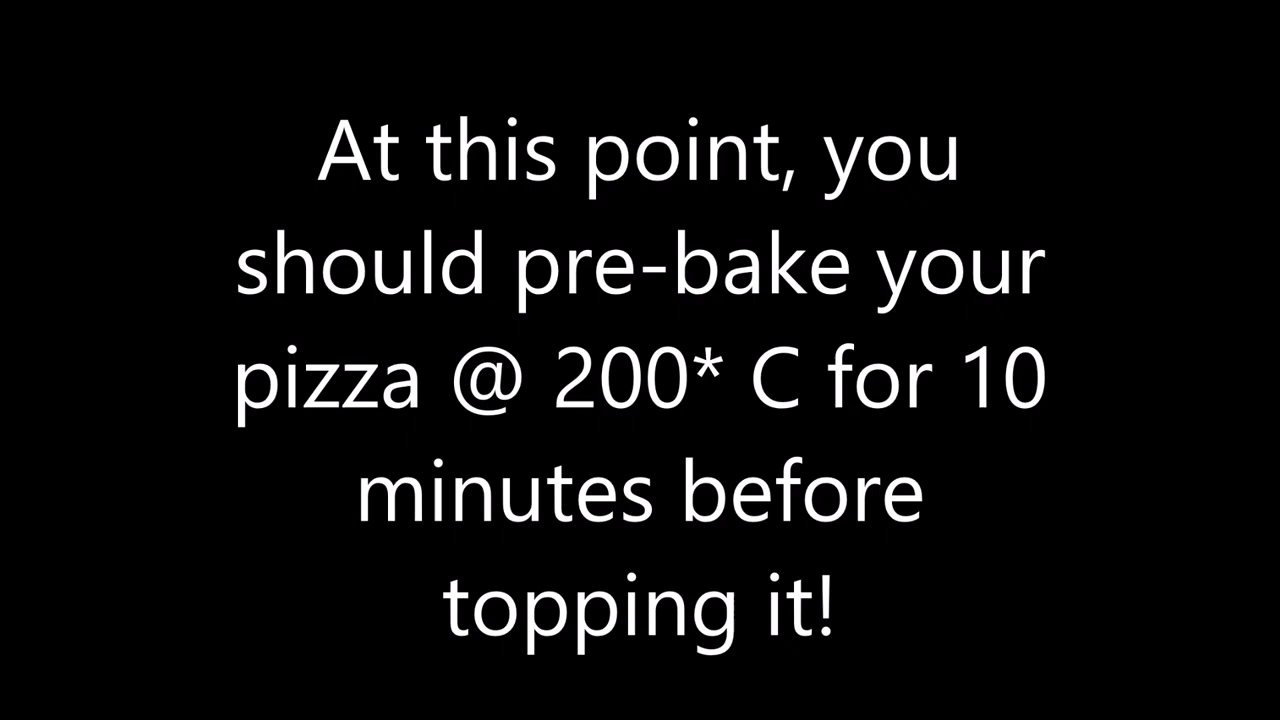 At this point, you
should pre-bake your
pizza @ 200* C for 10
minutes before
topping it!